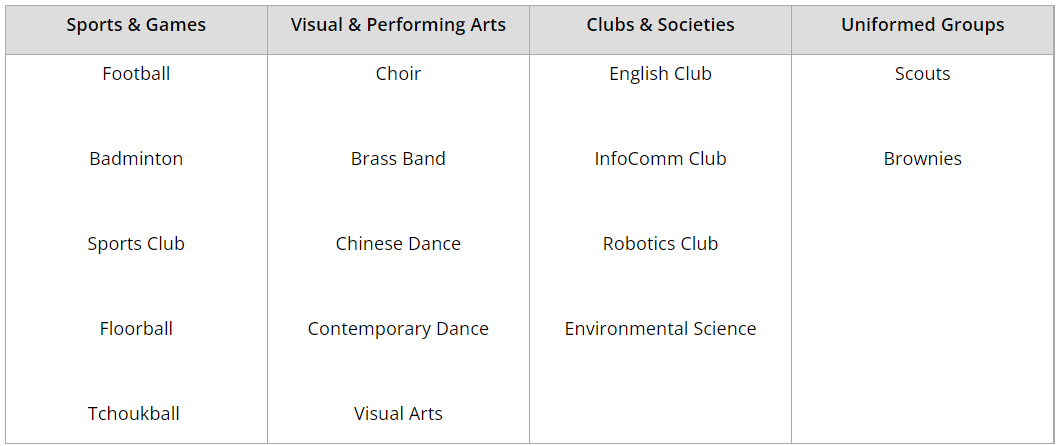 Sports & Games Visual & Performing Arts Clubs & Societies Uniformed Groups
Football Choir English Club Scouts
Badminton Brass Band InfoComm Club Brownies
Sports Club Chinese Dance Robotics Club
Floorball Contemporary Dance Environmental Science
Tchoukball Visual Arts